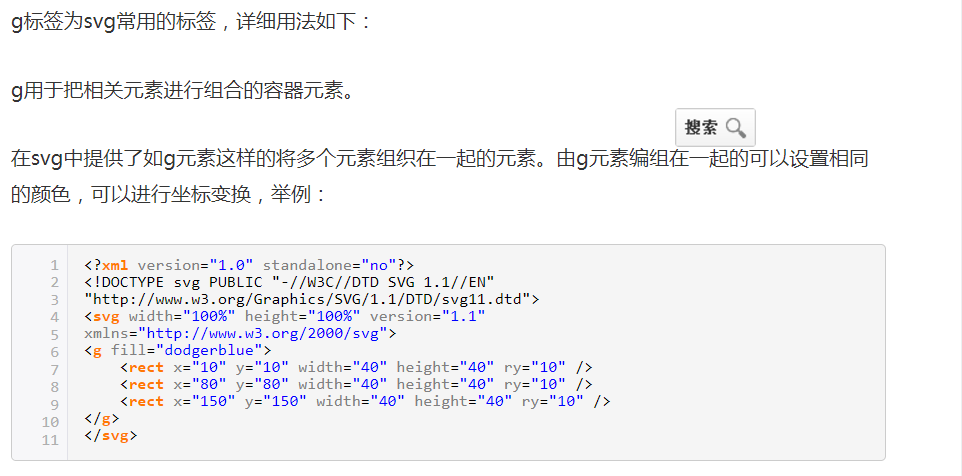 g标签为svg常用的标签，详细用法如下：
g用于把相关元素进行组合的容器元素。
搜索
在svg中提供了如g元素这样的将多个元素组织在一起的元素。由g元素编组在一起的可以设置相同
的颜色，可以进行坐标变换，举例：
1 <?xml version="1.0" standalone="no"?>
2 <!DOCTYPE svg PUBLIC "-//W3C//DTD SVG 1.1//EN"
3 "http://www.w3.org/Graphics/SVG/1.1/DTD/svg11.dtd">
4 <svg width="100%" height="100%" version="1.1"
5 xmlns="http://www.w3.org/2000/svg">
6 <g fill="dodgerblue">
7 <rect x="10" y="10" width="40" height="40" ry="10" />
8 <rect x="80" y="80" width="40" height="40" ry="10" />
9 <rect x="150" y="150" width="40" height="40" ry="10" />
10 </g>
11 </svg>